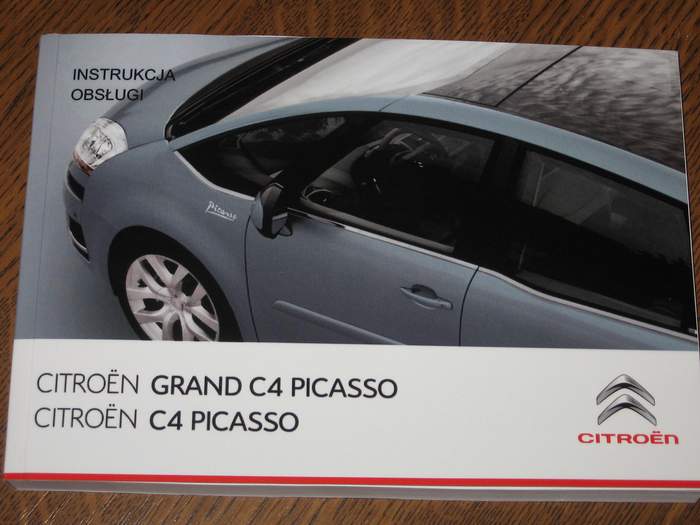 INSTRUKCJA
OBSŁUGI
Picasso
CITROËN GRAND C4 PICASSO
CITROËN C4 PICASSO
CITROËN